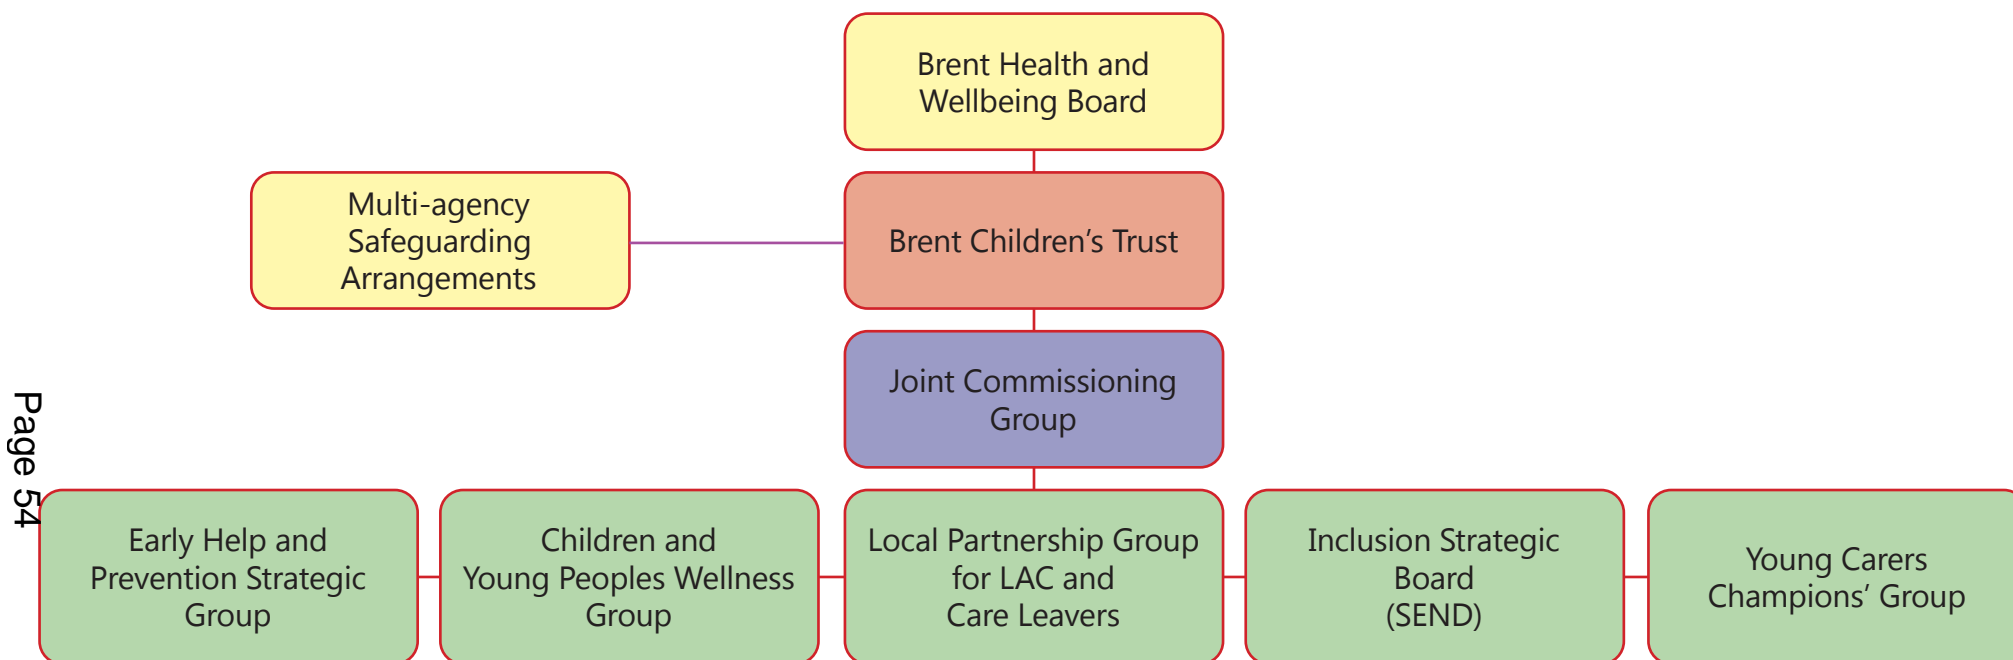 Brent Health and
Wellbeing Board
Multi-agency
Safeguarding
Arrangements
Brent Children’s Trust
Joint Commissioning
Group
Page 54
Early Help and
Prevention Strategic
Group
Children and
Young Peoples Wellness
Group
Local Partnership Group
for LAC and
Care Leavers
Inclusion Strategic
Board
(SEND)
Young Carers
Champions’ Group